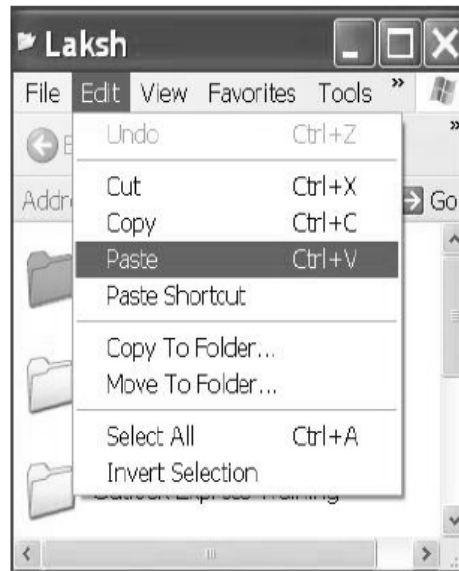 Laksh
File Edit View Favorites Tools »
Undo Ctrl+Z »
Addr Go
Cut Ctrl+X
Copy Ctrl+C
Paste Ctrl+V
Paste Shortcut
Copy To Folder...
Move To Folder...
Select All Ctrl+A
Invert Selection
Outlook Express Training